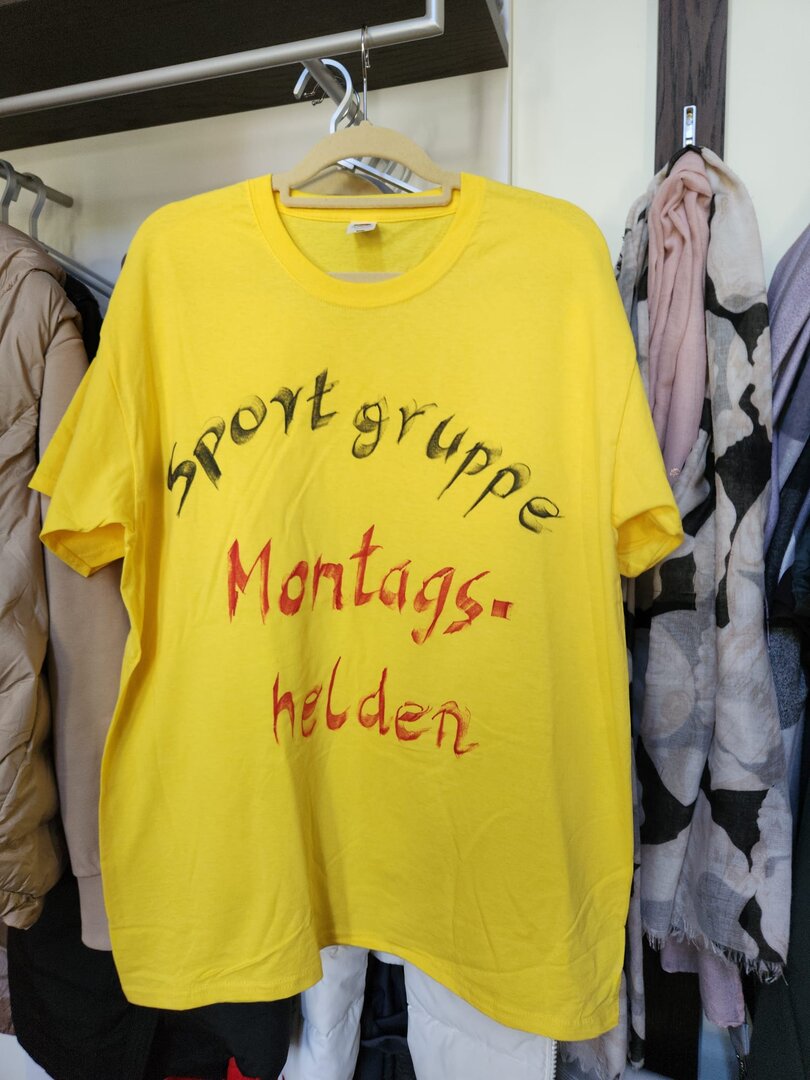 Sport gruppe
Montags-
helden